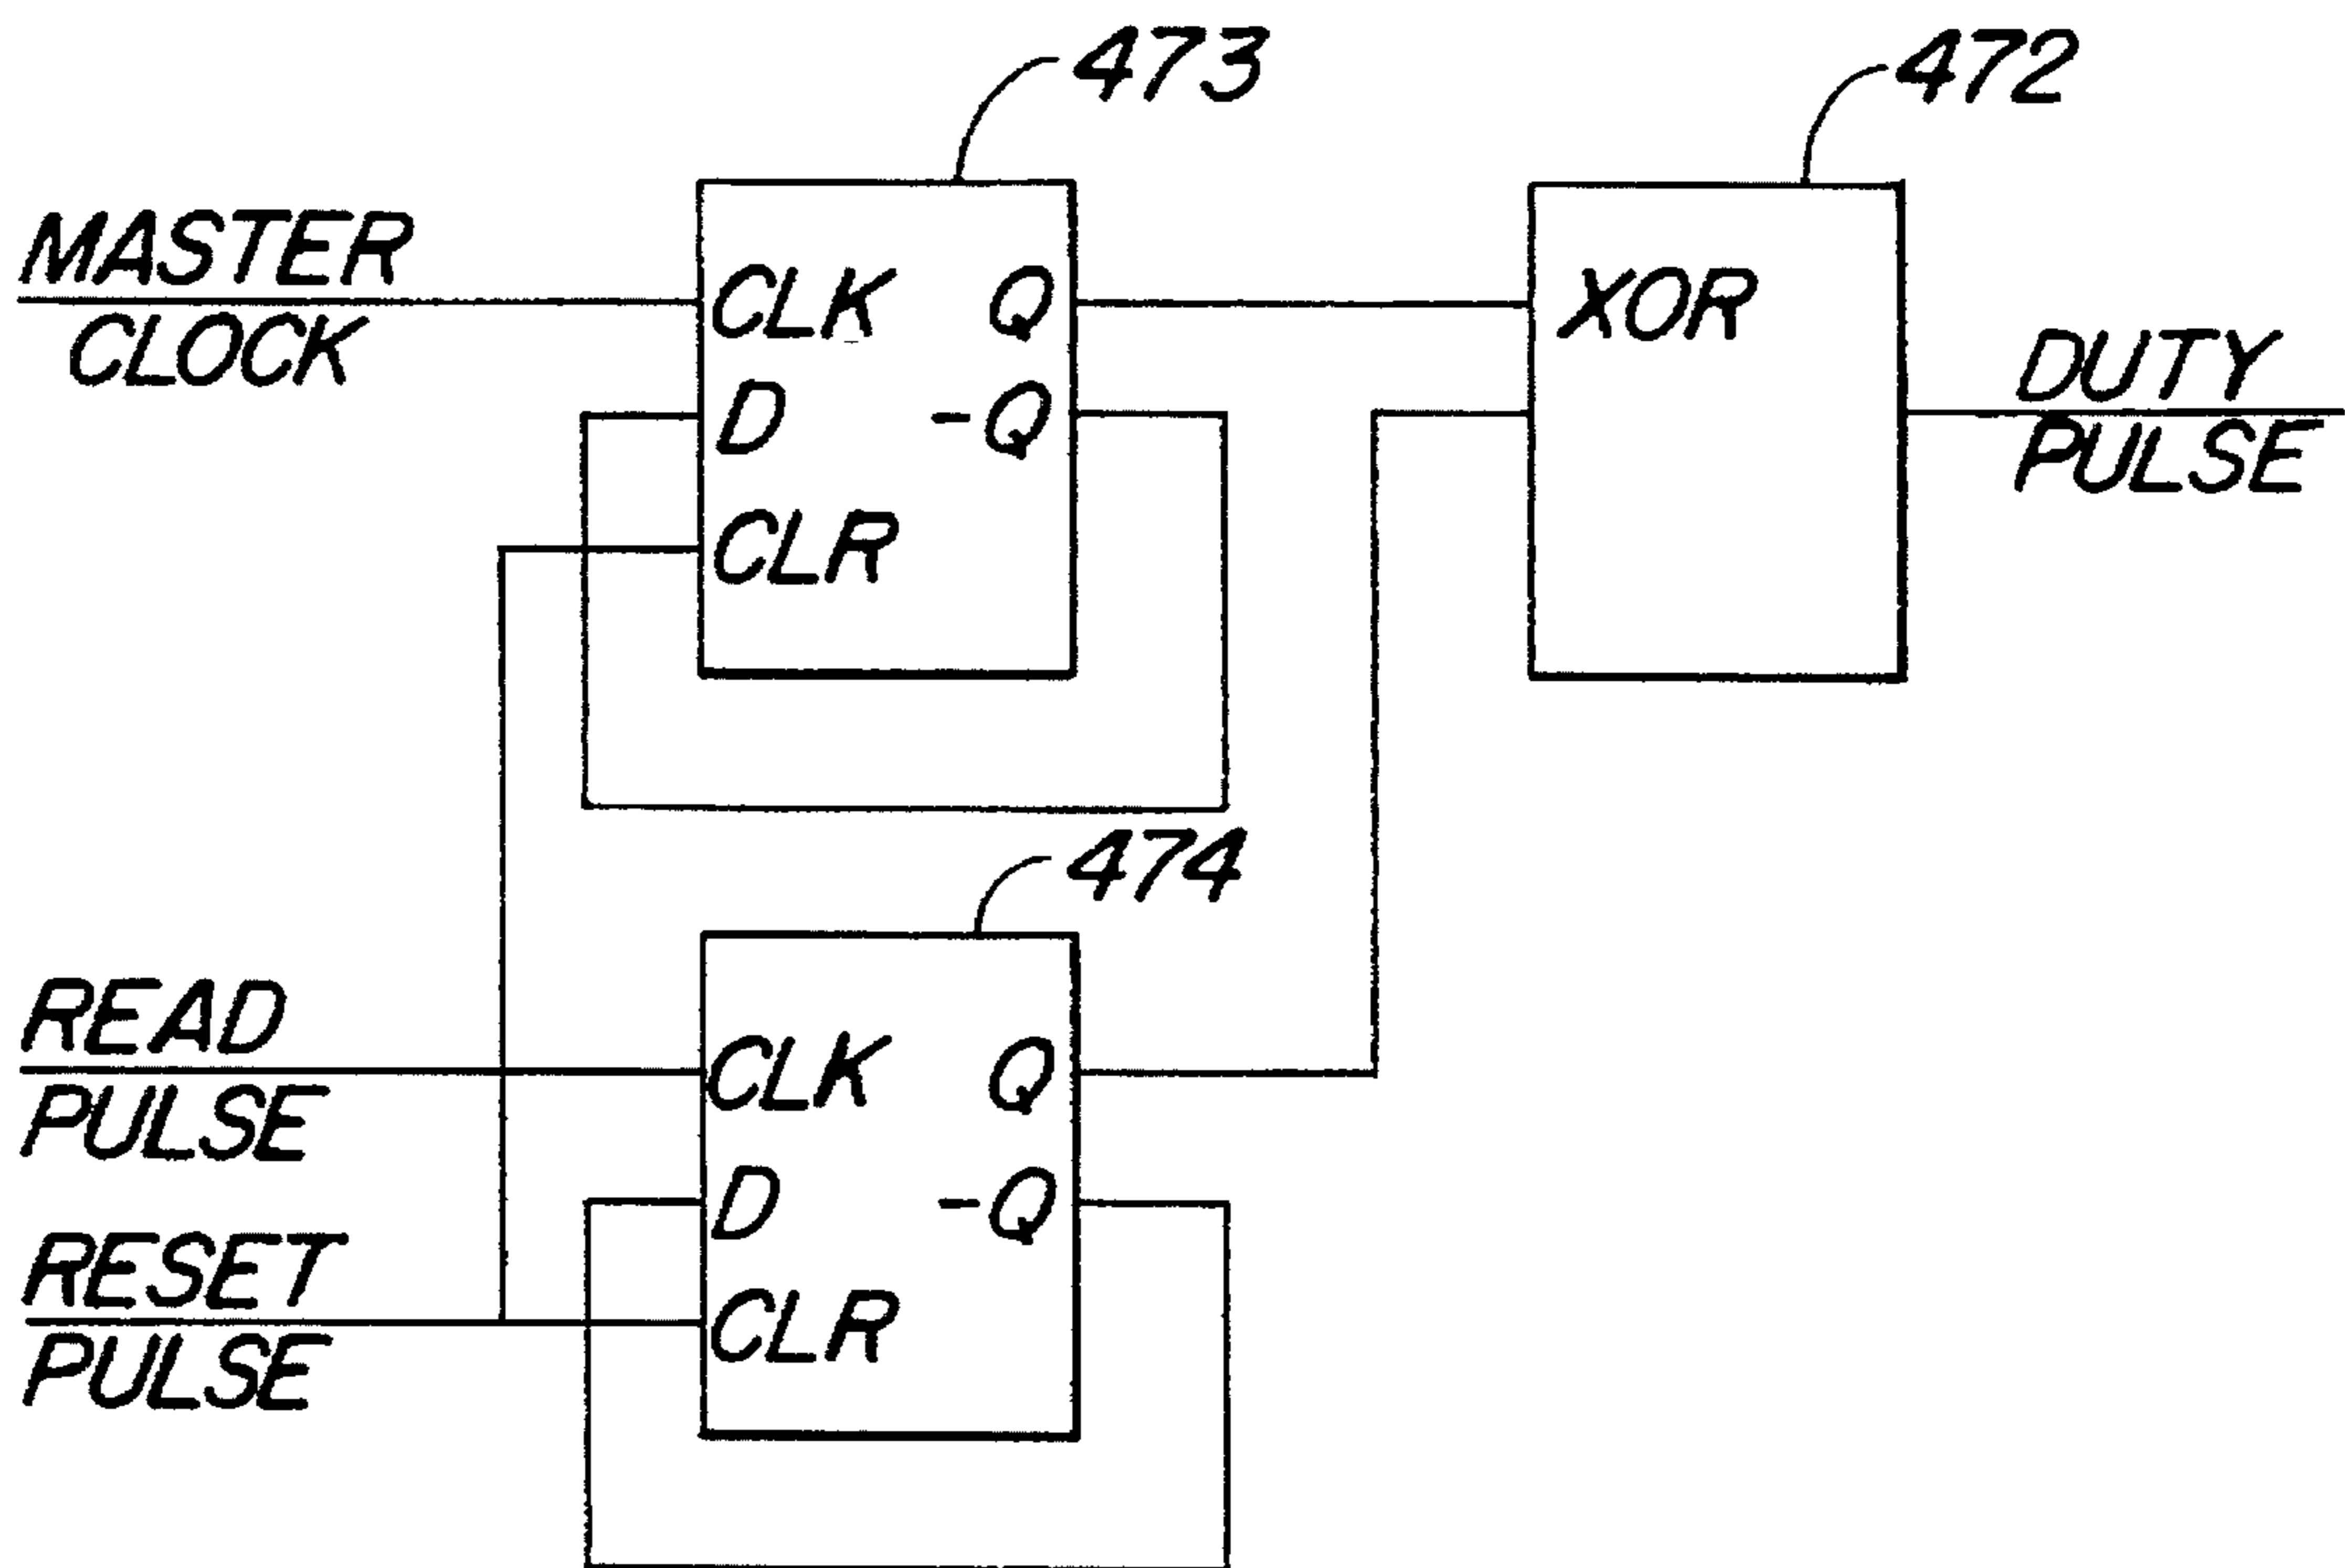 473
472
MASTER
CLOCK
CLK Q
XOR
D -Q
DUTY
PULSE
CLR
474
READ
PULSE
CLK Q
D -Q
RESET
PULSE
CLR